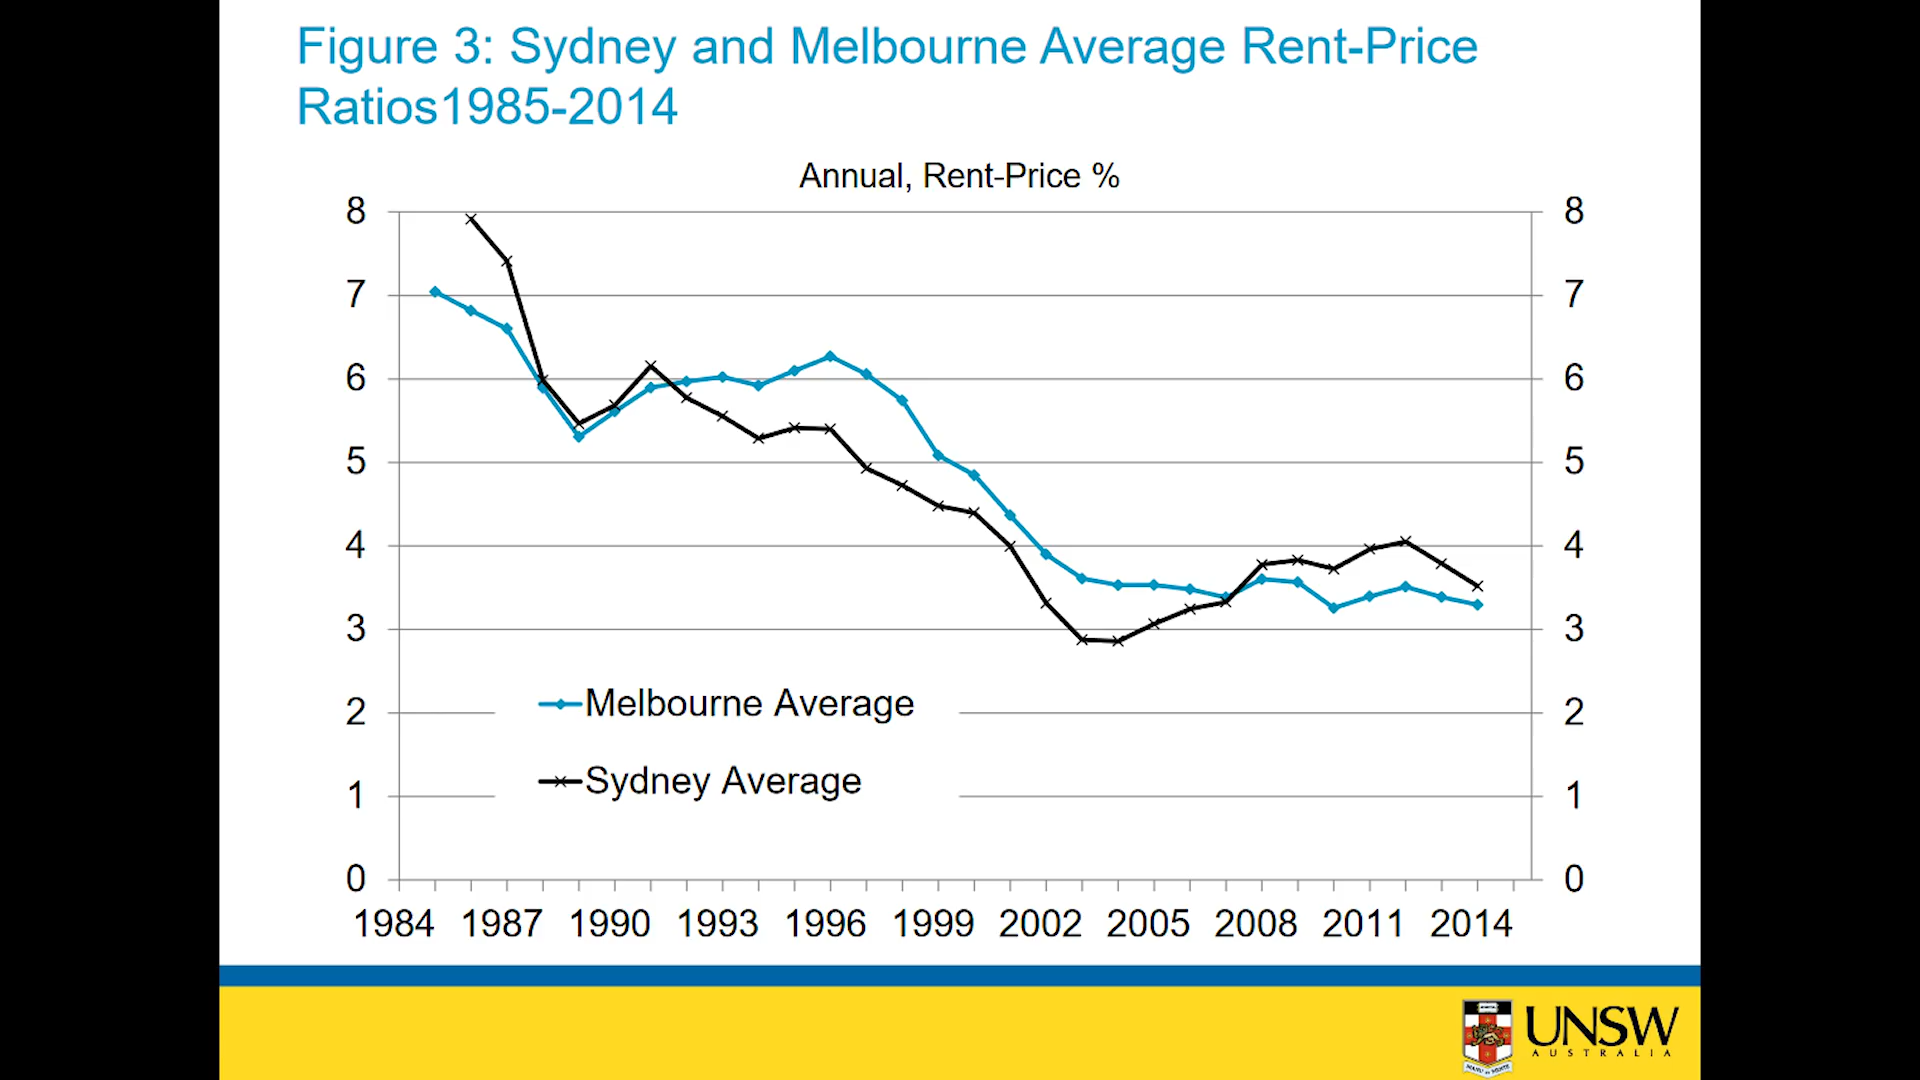 Figure 3: Sydney and Melbourne Average Rent-Price
Ratios1985-2014
Annual, Rent-Price %
8 8
7 7
6 6
5 5
4 4
3 3
2 Melbourne Average 2
1 Sydney Average 1
0 0
1984 1987 1990 1993 1996 1999 2002 2005 2008 2011 2014
UNSW
AUSTRALIA